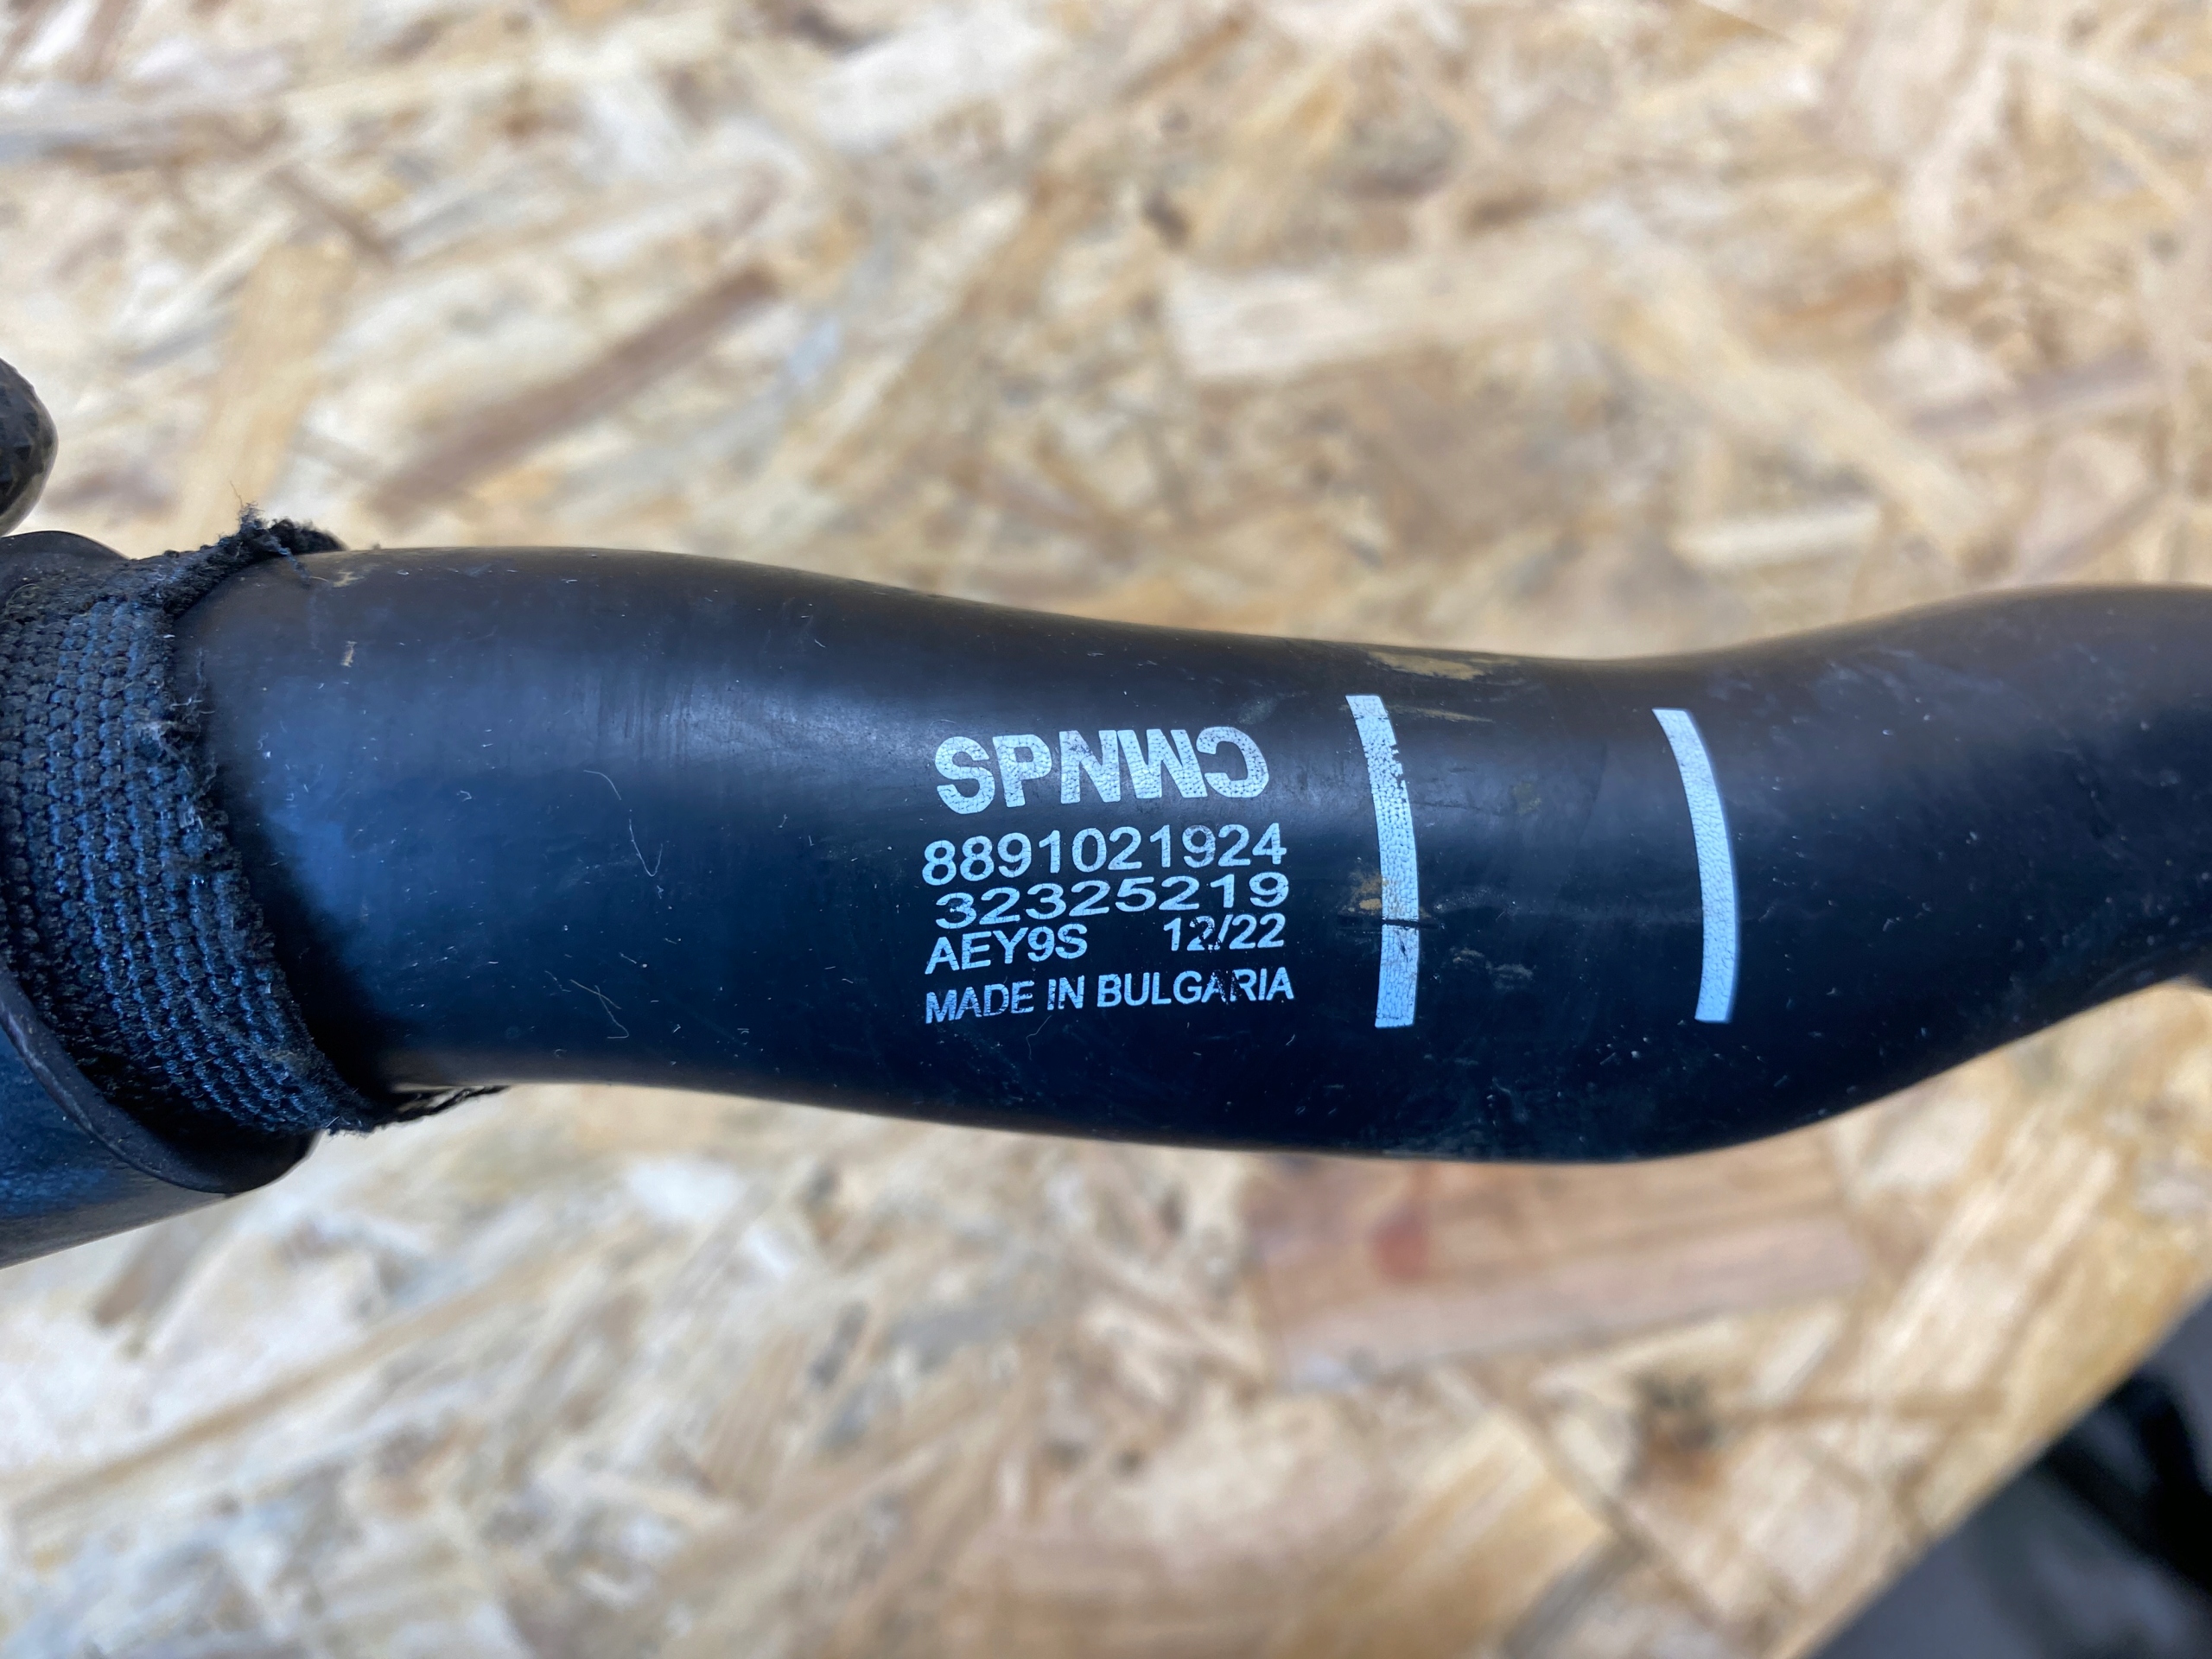 SPNWC
8891021924
32325219
AEY9S 12/22
MADE IN BULGARIA